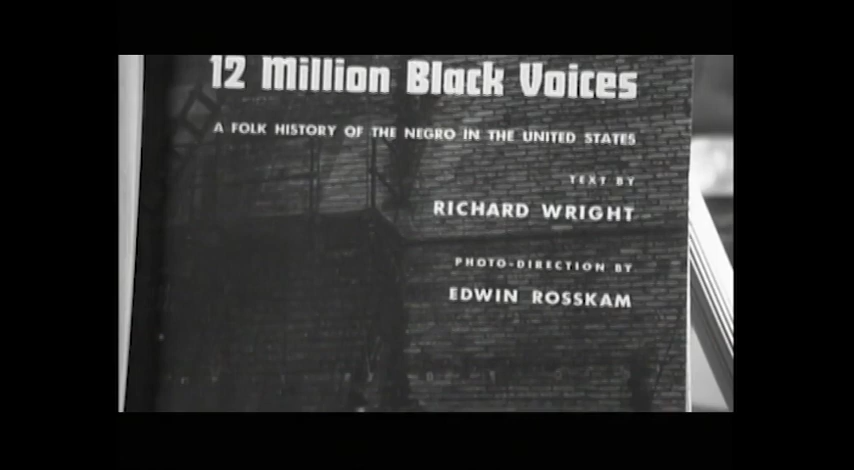 12 Million Black Voices
A FOLK HISTORY OF THE NEGRO IN THE UNITED STATES
TEXT BY
RICHARD WRIGHT
PHOTO-DIRECTION BY
EDWIN ROSSKAM